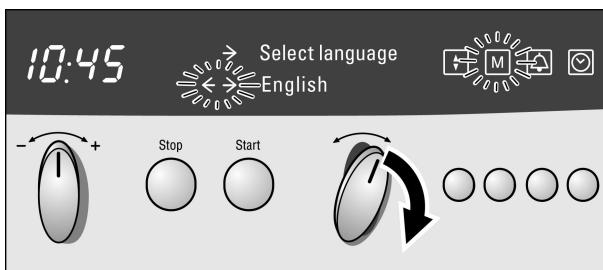 10:45
→ Select language
← → English
M
- +
Stop Start